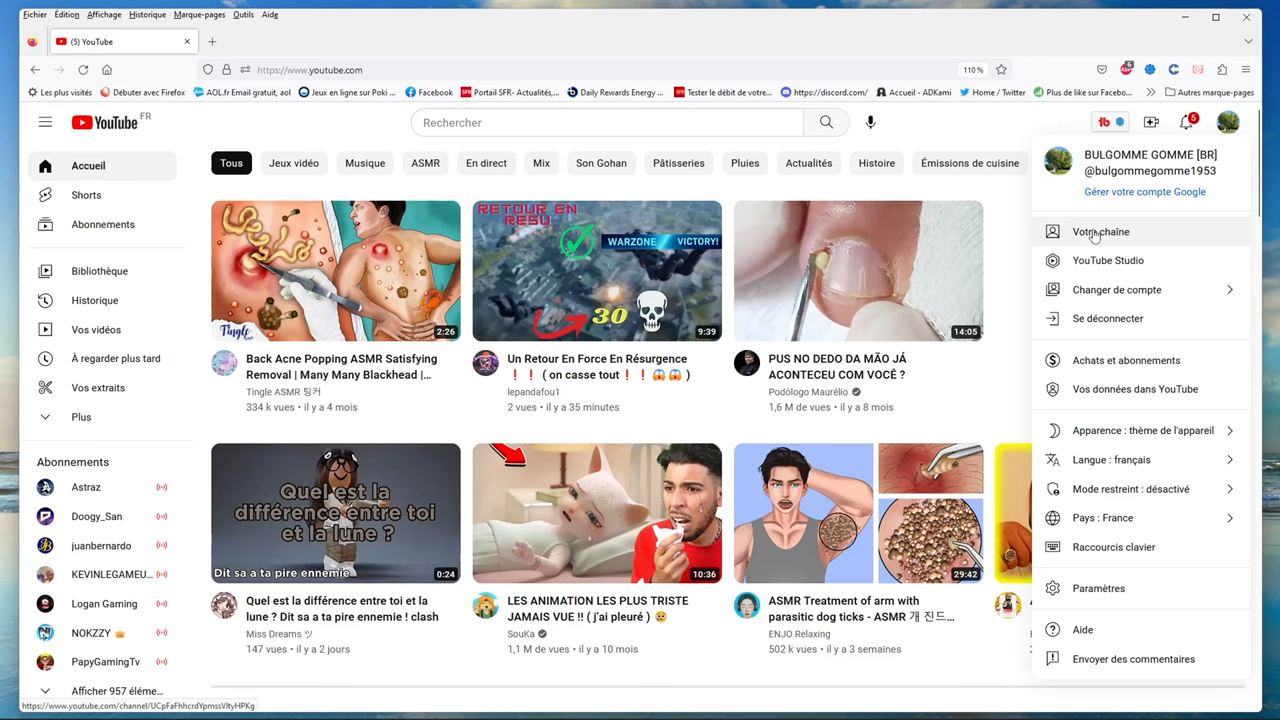 Fichier Édition Affichage Historique Marque-pages Outils Aide
(5) YouTube
https://www.youtube.com
110 %
6
Les plus visités
Débuter avec Firefox
AOL.fr Email gratuit, aol
Jeux en ligne sur Poki ...
Facebook
Portail SFR- Actualités,...
Daily Rewards Energy ...
Tester le débit de votre...
https://discord.com/
Accueil - ADKami
Home / Twitter
Plus de like sur Facebo...
Autres marque-pages
YouTube FR
Rechercher
tb
5
Accueil
Shorts
Abonnements
Bibliothèque
Historique
Vos vidéos
À regarder plus tard
Vos extraits
Plus
Abonnements
Astraz
Doogy_San
juanbernardo
KEVINLEGAMEU...
Logan Gaming
NOKZZY
PapyGamingTv
Afficher 957 éléme...
Tous
Jeux vidéo
Musique
ASMR
En direct
Mix
Son Gohan
Pâtisseries
Pluies
Actualités
Histoire
Émissions de cuisine
Tingle
2:26
Back Acne Popping ASMR Satisfying
Removal | Many Many Blackhead |...
Tingle ASMR 팅커
334 k vues • il y a 4 mois
RETOUR EN
RESU
WARZONE VICTORY!
30
9:39
Un Retour En Force En Résurgence
❗ ❗ ( on casse tout❗ ❗😱😱 )
lepandafou1
2 vues • il y a 35 minutes
14:05
PUS NO DEDO DA MÃO JÁ
ACONTECEU COM VOCÊ ?
Podólogo Maurélio
1,6 M de vues • il y a 8 mois
Quel est la
différence entre toi
et la lune ?
Dit sa a ta pire ennemie
0:24
Quel est la différence entre toi et la
lune ? Dit sa a ta pire ennemie ! clash
Miss Dreams ツ
147 vues • il y a 2 jours
10:36
LES ANIMATION LES PLUS TRISTE
JAMAIS VUE !! ( j'ai pleuré ) 😥
SouKa
1,1 M de vues • il y a 10 mois
29:42
ASMR Treatment of arm with
parasitic dog ticks - ASMR 개 진드...
ENJO Relaxing
502 k vues • il y a 3 semaines
BULGOMME GOMME [BR]
@bulgommegomme1953
Gérer votre compte Google
Votre chaîne
YouTube Studio
Changer de compte
Se déconnecter
Achats et abonnements
Vos données dans YouTube
Apparence : thème de l'appareil
Langue : français
Mode restreint : désactivé
Pays : France
Raccourcis clavier
Paramètres
Aide
Envoyer des commentaires